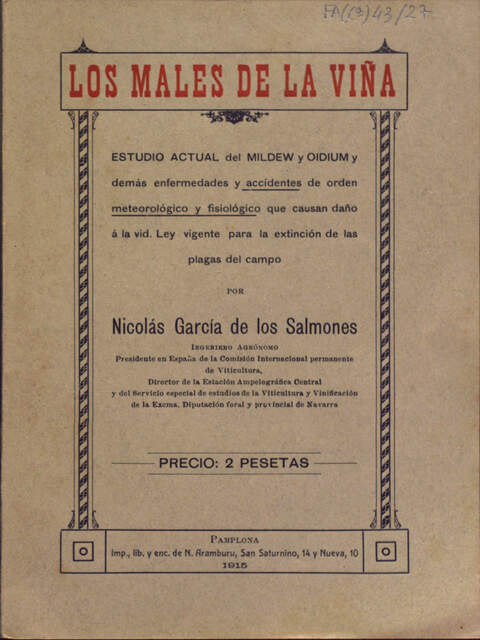 FA(C)43/27
LOS MALES DE LA VIÑA
ESTUDIO ACTUAL del MILDEW y OIDIUM y
demás enfermedades y accidentes de orden
meteorológico y fisiológico que causan daño
á la vid. Ley vigente para la extinción de las
plagas del campo
POR
Nicolás García de los Salmones
INGENIERO AGRÓNOMO
Presidente en España de la Comisión Internacional permanente
de Viticultura,
Director de la Estación Ampelográfica Central
y del Servicio especial de estudios de la Viticultura y Vinificación
de la Excma. Diputación foral y provincial de Navarra
PRECIO: 2 PESETAS
PAMPLONA
Imp., lib. y enc. de N. Aramburu, San Saturnino, 14 y Nueva, 10
1915